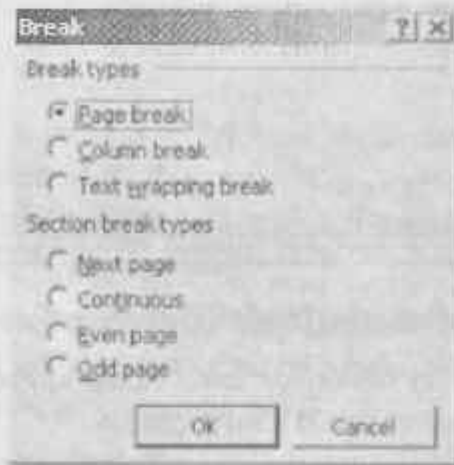 Break
Break types
Page break
Column break
Text wrapping break
Section break types
Next page
Continuous
Even page
Odd page
OK
Cancel